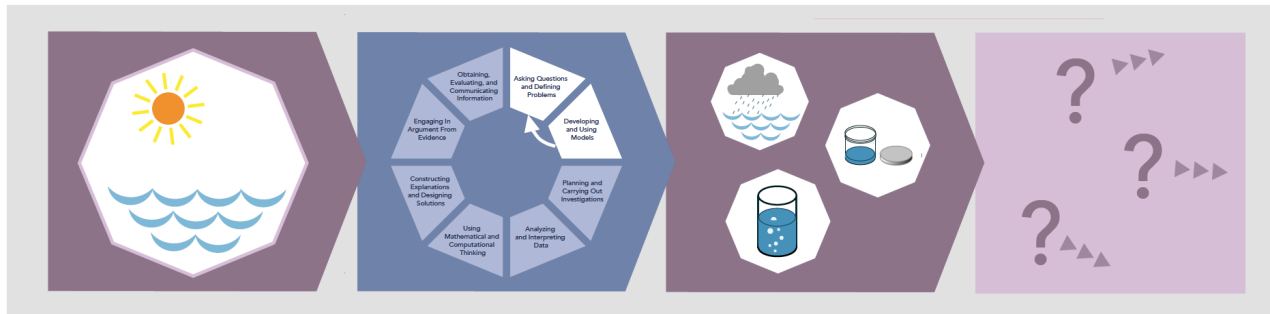 Asking Questions
and Defining
Problems
Developing
and Using
Models
Planning and
Carrying Out
Investigations
Analyzing
and Interpreting
Data
Using
Mathematical and
Computational
Thinking
Constructing
Explanations
and Designing
Solutions
Engaging In
Argument From
Evidence
Obtaining,
Evaluating, and
Communicating
Information
?
?
?